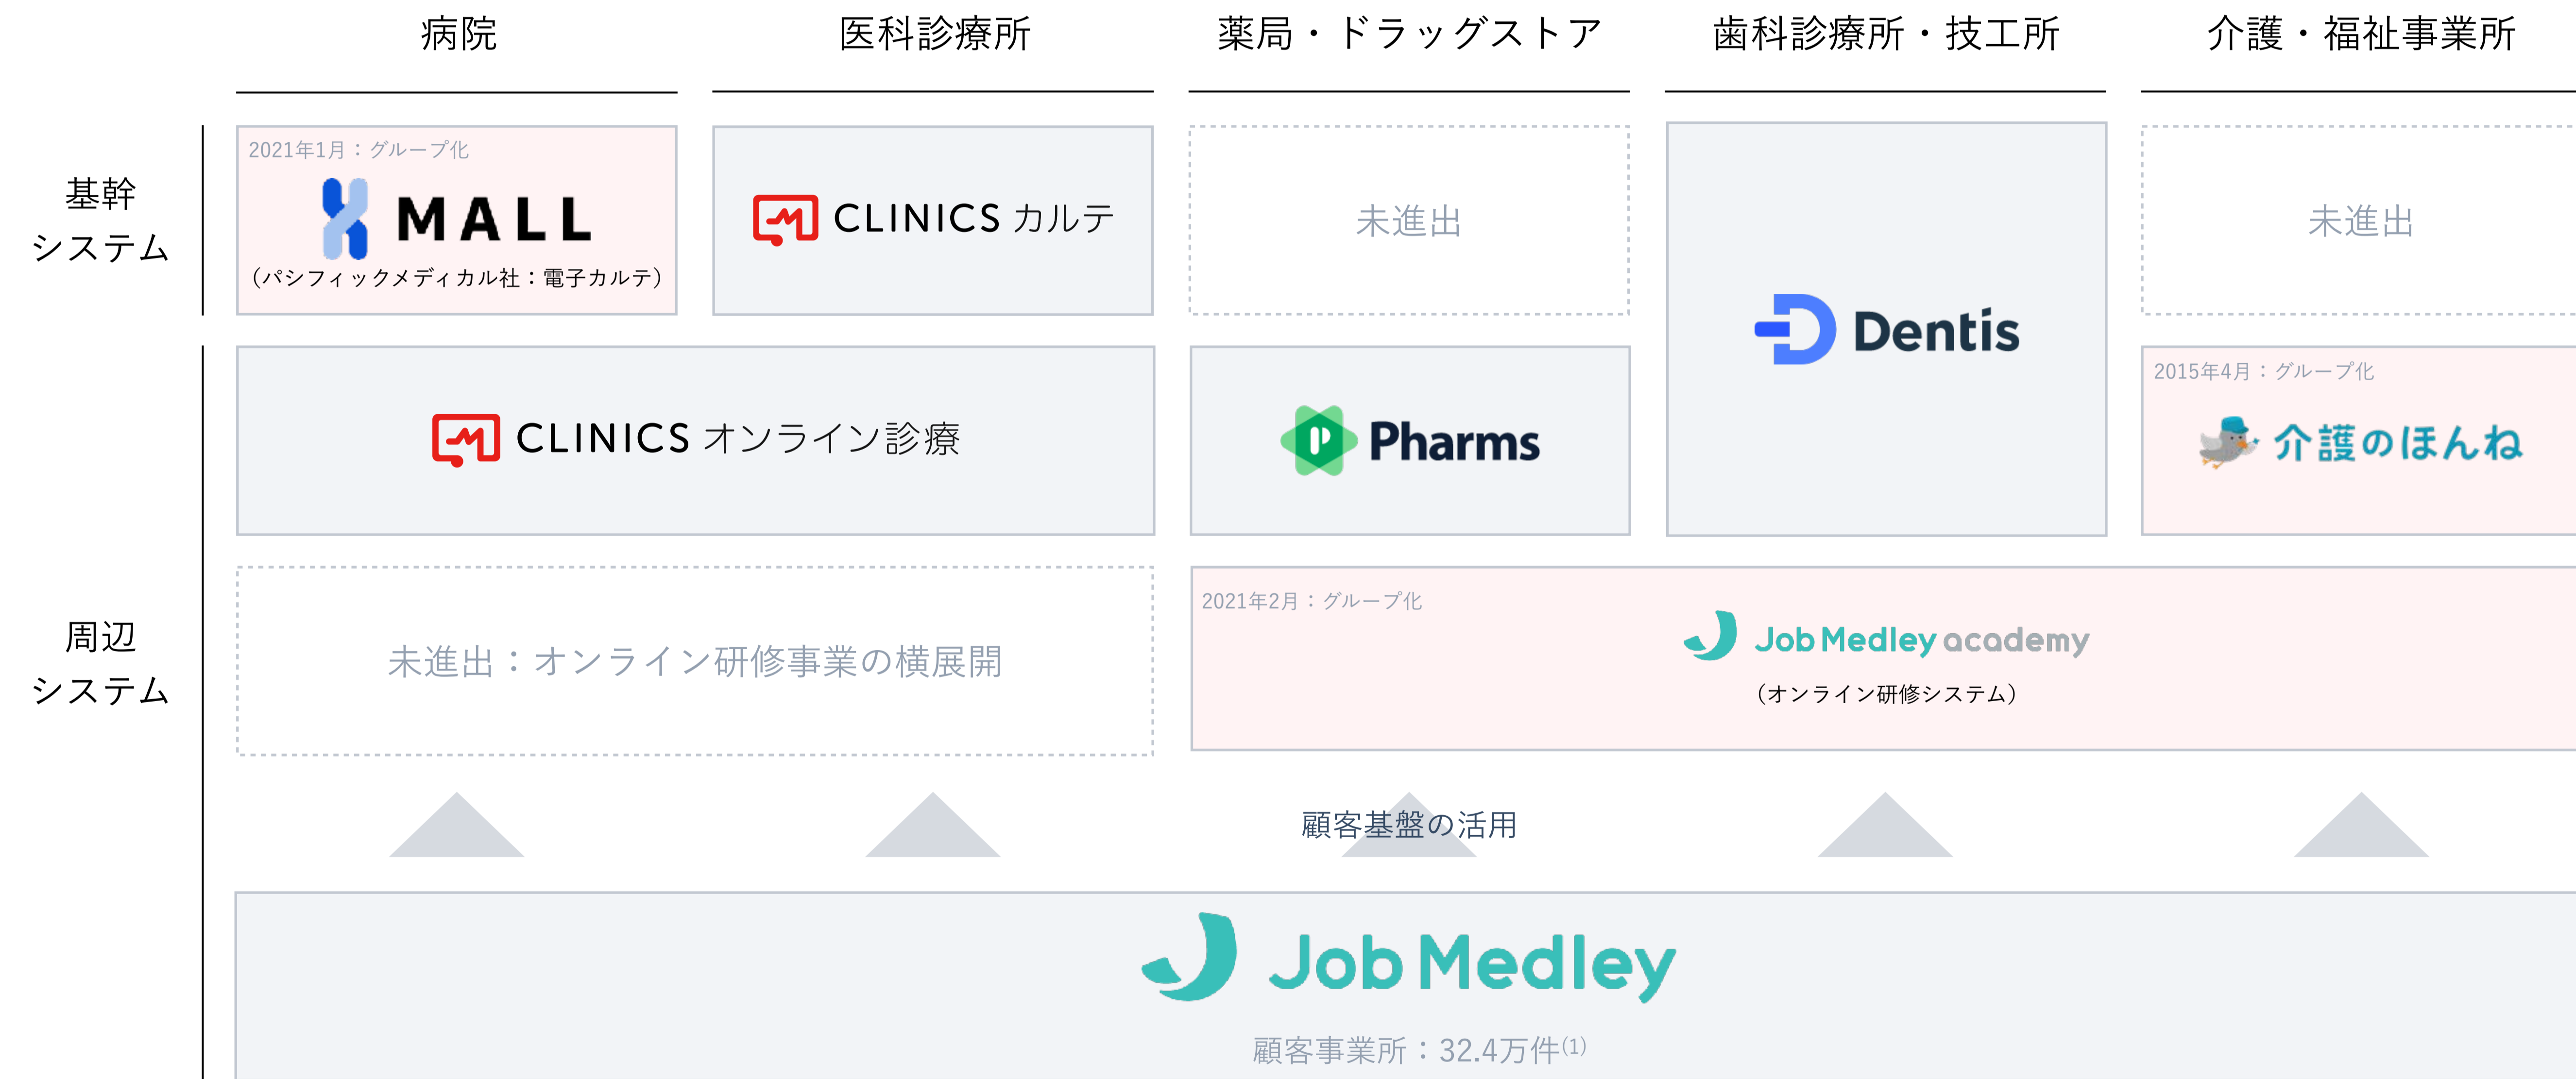 病院
医科診療所
薬局・ドラッグストア
歯科診療所・技工所
介護・福祉事業所
基幹
システム
2021年1月：グループ化
MALL
（パシフィックメディカル社：電子カルテ）
CLINICS カルテ
未進出
Dentis
未進出
周辺
システム
CLINICS オンライン診療
Pharms
2015年4月：グループ化
介護のほんね
未進出：オンライン研修事業の横展開
2021年2月：グループ化
Job Medley academy
（オンライン研修システム）
顧客基盤の活用
Job Medley
顧客事業所：32.4万件(1)